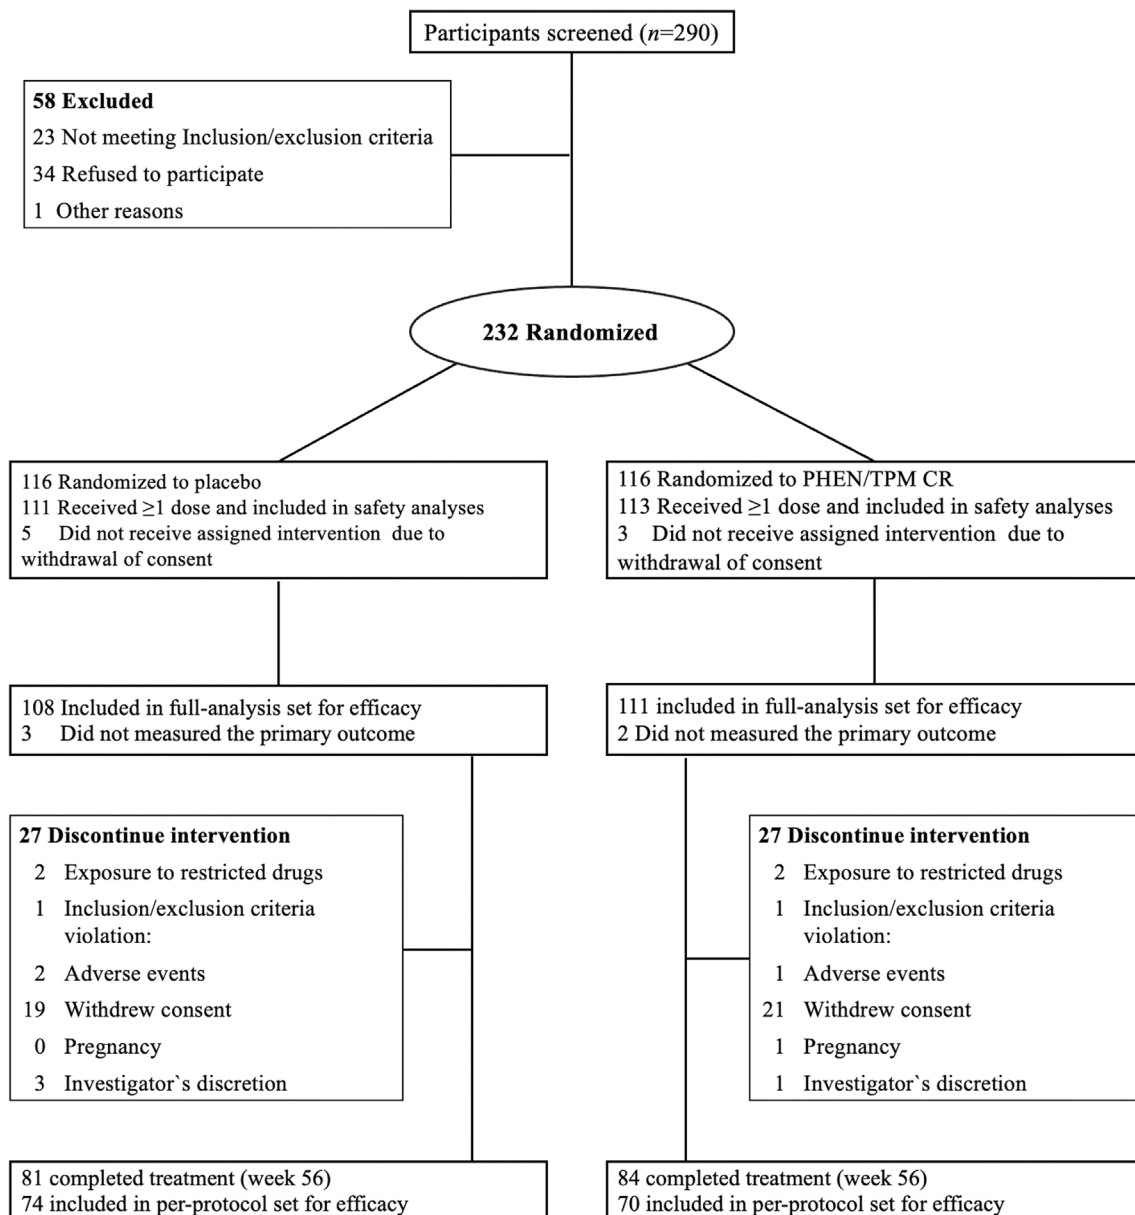 Participants screened (n=290)
58 Excluded
23 Not meeting Inclusion/exclusion criteria
34 Refused to participate
1 Other reasons
232 Randomized
116 Randomized to placebo
111 Received ≥1 dose and included in safety analyses
5 Did not receive assigned intervention due to
withdrawal of consent
116 Randomized to PHEN/TPM CR
113 Received ≥1 dose and included in safety analyses
3 Did not receive assigned intervention due to
withdrawal of consent
108 Included in full-analysis set for efficacy
3 Did not measured the primary outcome
111 included in full-analysis set for efficacy
2 Did not measured the primary outcome
27 Discontinue intervention
2 Exposure to restricted drugs
1 Inclusion/exclusion criteria
violation:
2 Adverse events
19 Withdrew consent
0 Pregnancy
3 Investigator`s discretion
27 Discontinue intervention
2 Exposure to restricted drugs
1 Inclusion/exclusion criteria
violation:
1 Adverse events
21 Withdrew consent
1 Pregnancy
1 Investigator`s discretion
81 completed treatment (week 56)
74 included in per-protocol set for efficacy
84 completed treatment (week 56)
70 included in per-protocol set for efficacy